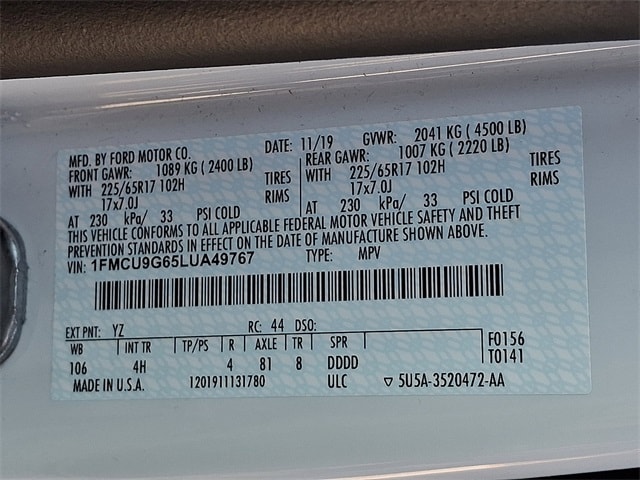 MFD. BY FORD MOTOR CO. DATE: 11/19 GVWR: 2041 KG (4500 LB)
FRONT GAWR: 1089 KG (2400 LB) REAR GAWR: 1007 KG (2220 LB)
WITH 225/65R17 102H TIRES WITH 225/65R17 102H TIRES
17x7.0J RIMS 17x7.0J RIMS
AT 230 kPa/ 33 PSI COLD AT 230 kPa/ 33 PSI COLD
THIS VEHICLE CONFORMS TO ALL APPLICABLE FEDERAL MOTOR VEHICLE SAFETY AND THEFT
PREVENTION STANDARDS IN EFFECT ON THE DATE OF MANUFACTURE SHOWN ABOVE.
VIN: 1FMCU9G65LUA49767 TYPE: MPV
EXT PNT: YZ RC: 44 DSO:
WB INT TR TP/PS R AXLE TR SPR F0156
106 4H 4 81 8 DDDD T0141
MADE IN U.S.A. 1201911131780 ULC ▽ 5U5A-3520472-AA